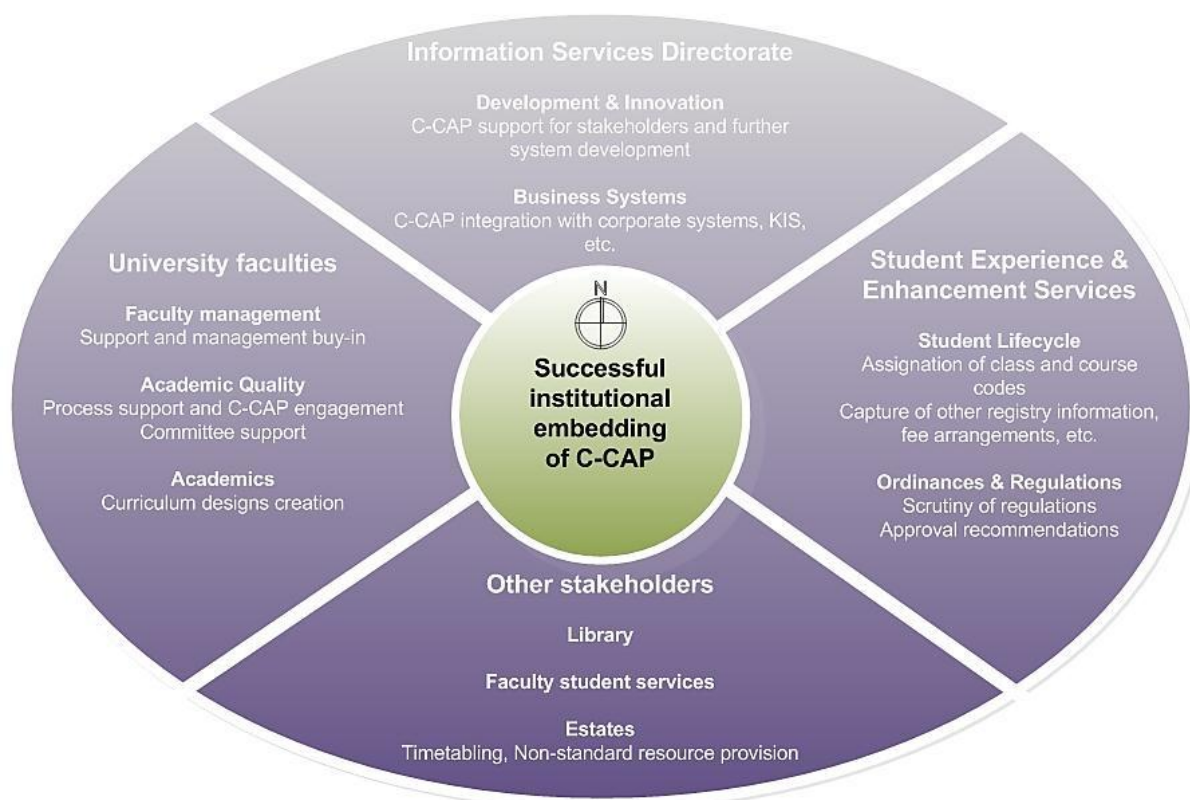 Information Services Directorate
Development & Innovation
C-CAP support for stakeholders and further
system development
Business Systems
C-CAP integration with corporate systems, KIS,
etc.
University faculties
Faculty management
Support and management buy-in
Academic Quality
Process support and C-CAP engagement
Committee support
Academics
Curriculum designs creation
N
Successful
institutional
embedding
of C-CAP
Student Experience &
Enhancement Services
Student Lifecycle
Assignation of class and course
codes
Capture of other registry information,
fee arrangements, etc.
Ordinances & Regulations
Scrutiny of regulations
Approval recommendations
Other stakeholders
Library
Faculty student services
Estates
Timetabling, Non-standard resource provision